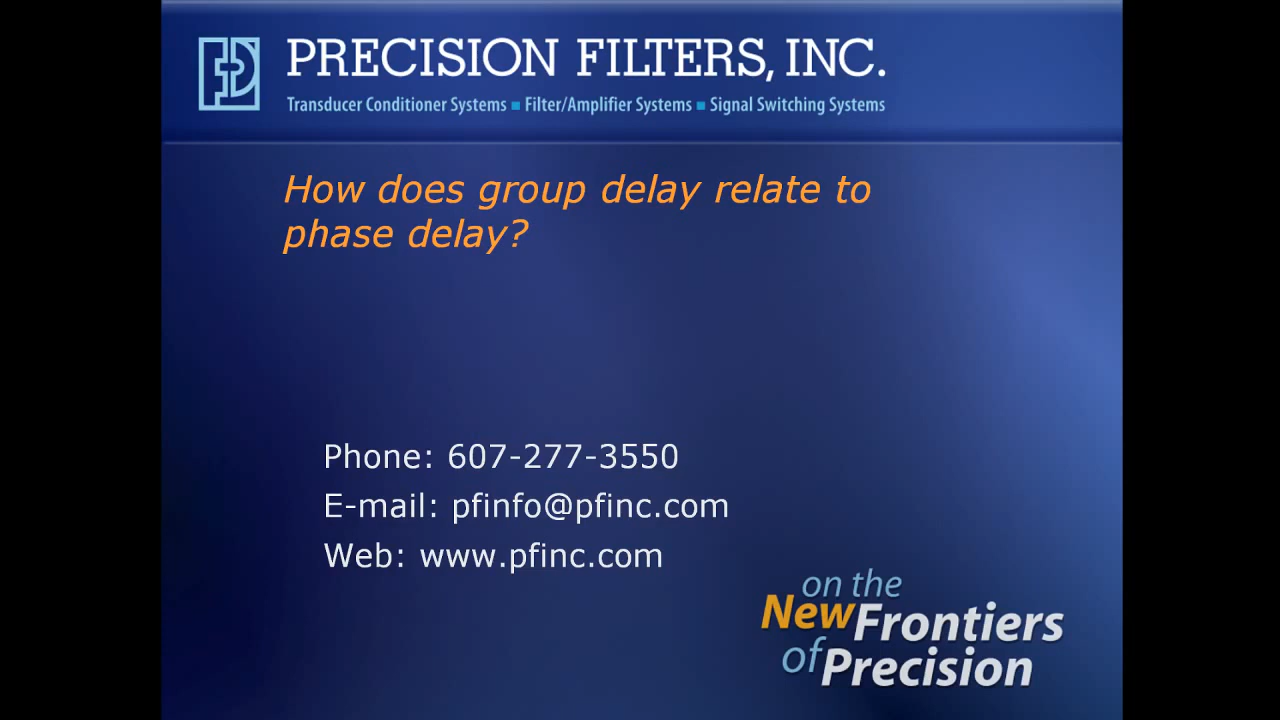 PRECISION FILTERS, INC.
Transducer Conditioner Systems ■ Filter/Amplifier Systems ■ Signal Switching Systems
How does group delay relate to
phase delay?
Phone: 607-277-3550
E-mail: pfinfo@pfinc.com
Web: www.pfinc.com
on the
New Frontiers
of Precision